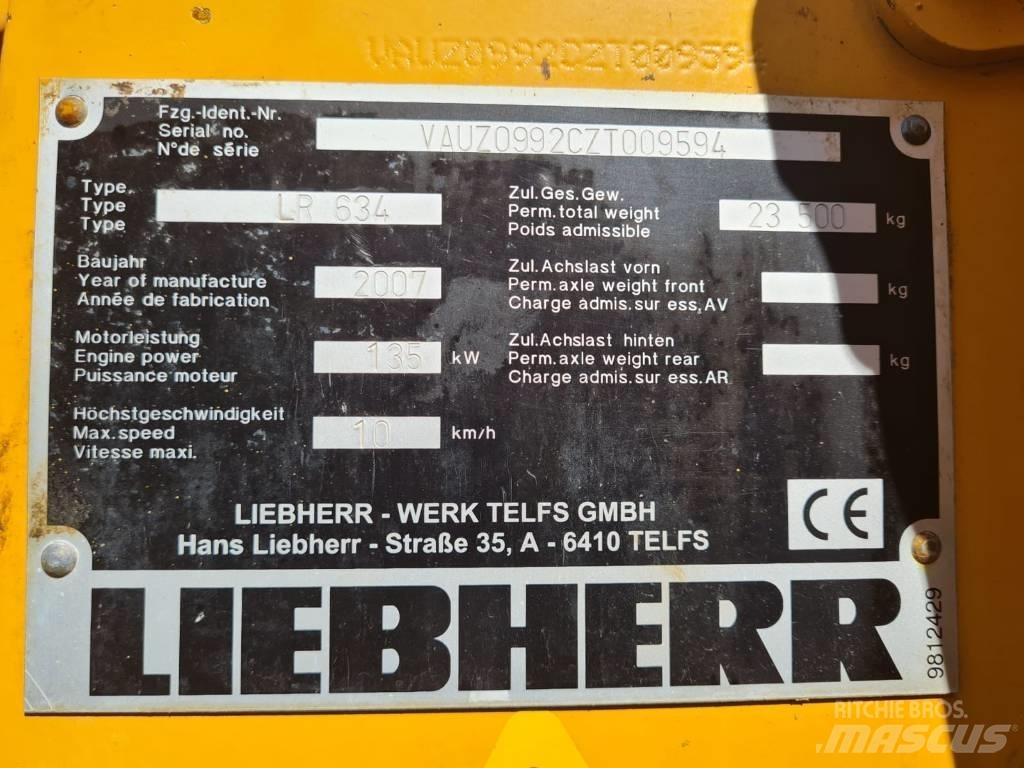 VAUZ0992CZT009594
Fzg.-Ident.-Nr.
Serial no.
N°de série
VAUZ0992CZT009594
Type.
Type
Type
LR 634
Zul.Ges.Gew.
Perm.total weight
Poids admissible
23 500 kg
Baujahr
Year of manufacture
Année de fabrication
2007
Zul.Achslast vorn
Perm.axle weight front
Charge admis.sur ess,AV
kg
Motorleistung
Engine power
Puissance moteur
135 kW
Zul.Achslast hinten
Perm.axle weight rear
Charge admis.sur ess.AR
kg
Höchstgeschwindigkeit
Max.speed
Vitesse maxi.
10 km/h
LIEBHERR - WERK TELFS GMBH
Hans Liebherr - Straße 35, A - 6410 TELFS
CE
LIEBHERR
9812429
RITCHIE BROS.
MASCUS